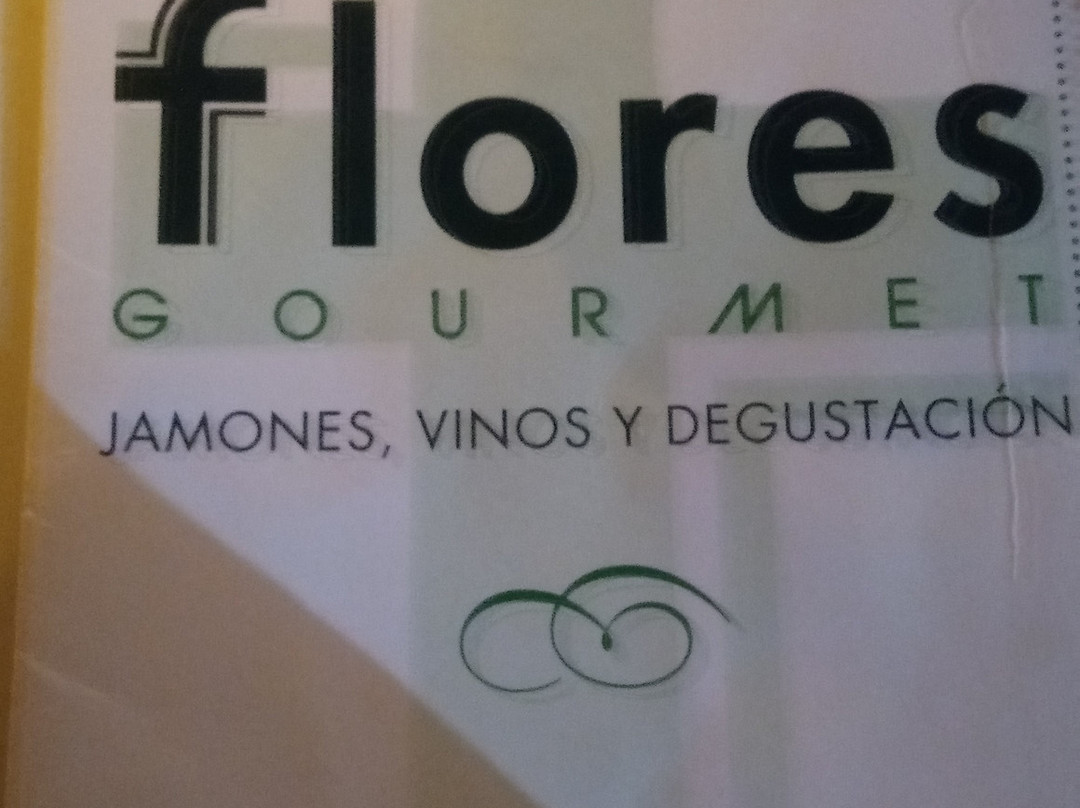 flores
GOURMET
JAMONES, VINOS Y DEGUSTACIÓN